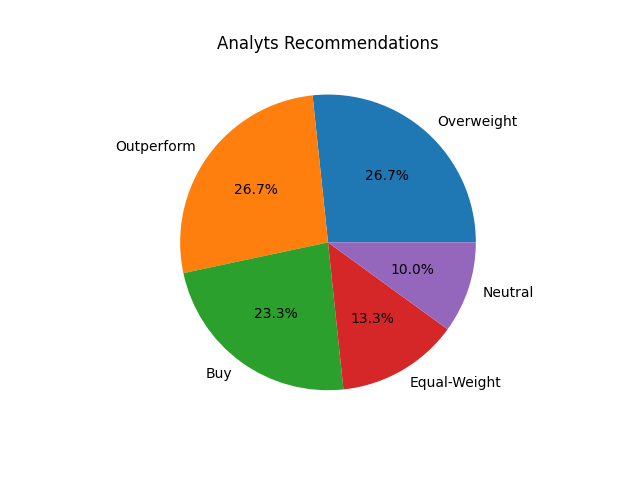 Analyts Recommendations
Overweight
Outperform
26.7%
26.7%
10.0%
Neutral
23.3%
13.3%
Buy
Equal-Weight